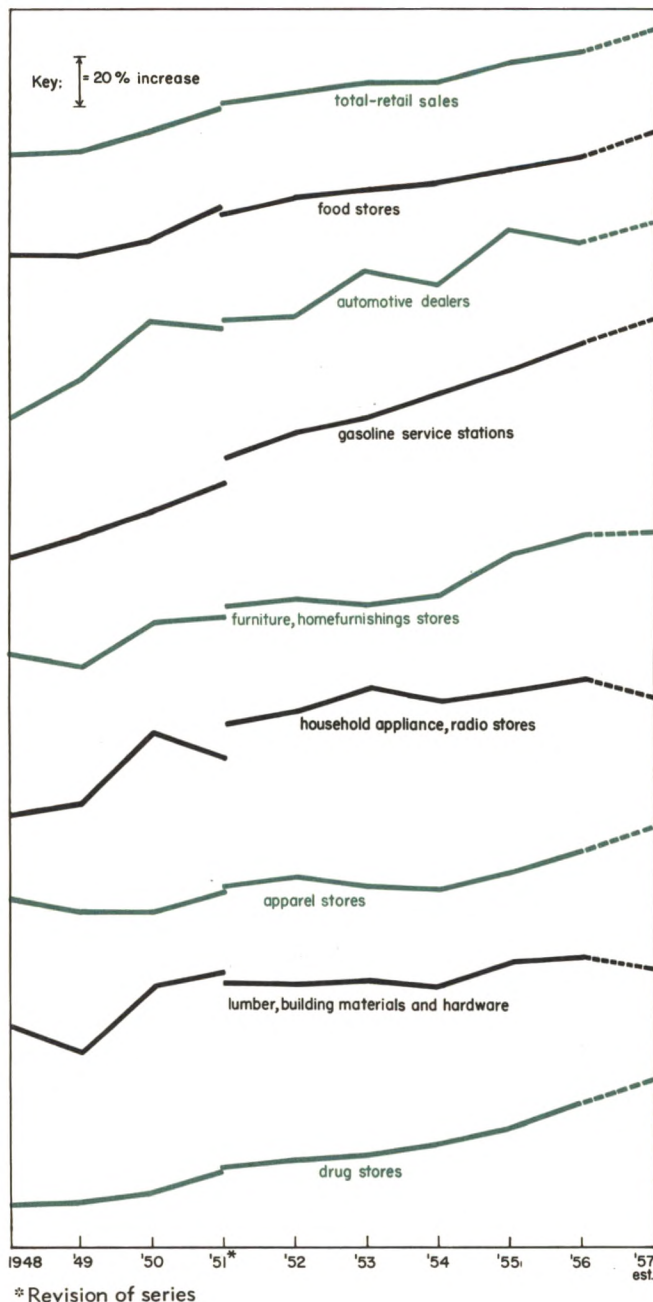 Key: = 20% increase
total-retail sales
food stores
automotive dealers
gasoline service stations
furniture, homefurnishings stores
household appliance, radio stores
apparel stores
lumber, building materials and hardware
drug stores
1948 '49 '50 '51* '52 '53 '54 '55 '56 '57
est.
*Revision of series